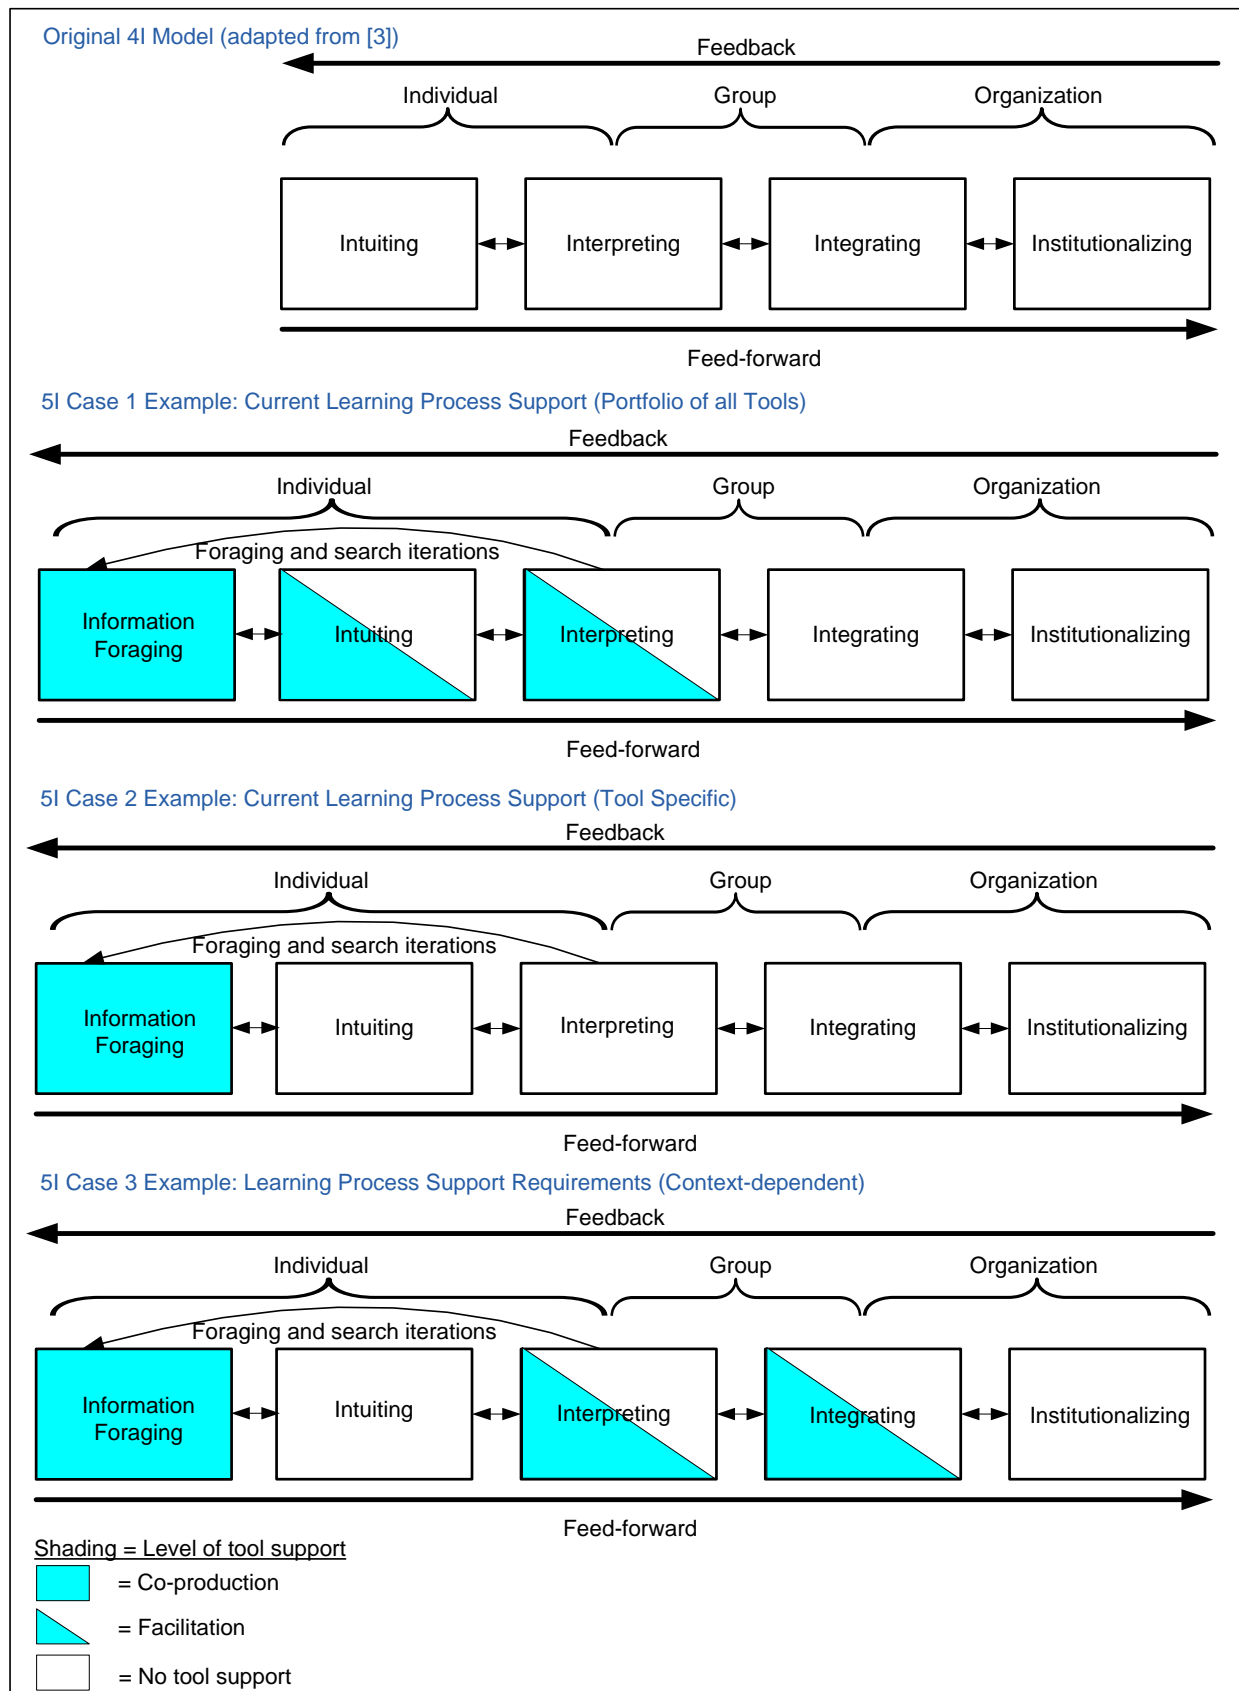 Original 4I Model (adapted from [3])
Feedback
Individual
Group
Organization
Intuiting
Interpreting
Integrating
Institutionalizing
Feed-forward
5I Case 1 Example: Current Learning Process Support (Portfolio of all Tools)
Feedback
Individual
Group
Organization
Foraging and search iterations
Information
Foraging
Intuiting
Interpreting
Integrating
Institutionalizing
Feed-forward
5I Case 2 Example: Current Learning Process Support (Tool Specific)
Feedback
Individual
Group
Organization
Foraging and search iterations
Information
Foraging
Intuiting
Interpreting
Integrating
Institutionalizing
Feed-forward
5I Case 3 Example: Learning Process Support Requirements (Context-dependent)
Feedback
Individual
Group
Organization
Foraging and search iterations
Information
Foraging
Intuiting
Interpreting
Integrating
Institutionalizing
Feed-forward
Shading = Level of tool support
= Co-production
= Facilitation
= No tool support